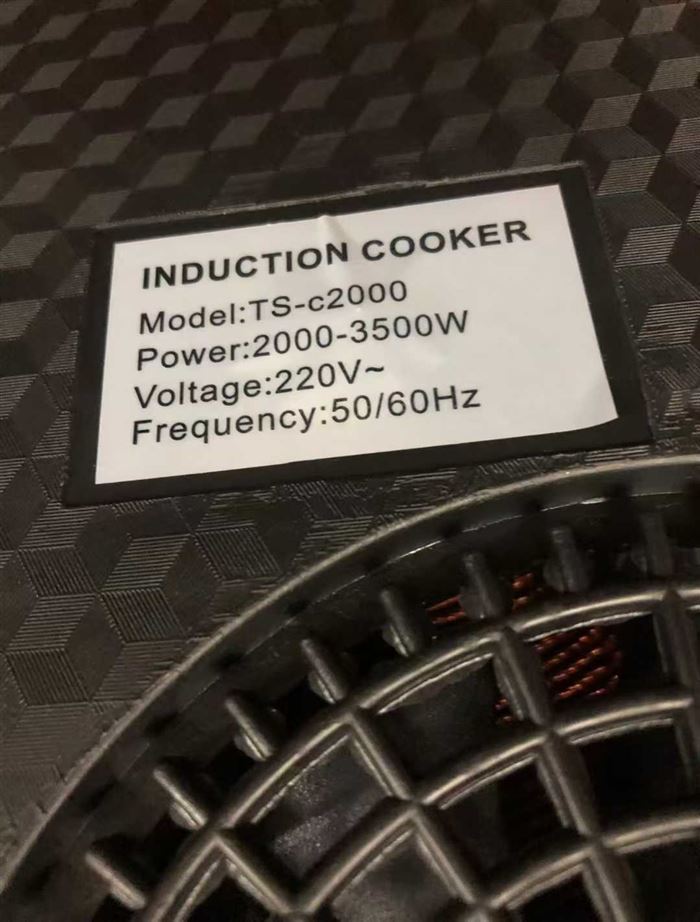 INDUCTION COOKER
Model:TS-c2000
Power:2000-3500W
Voltage:220V~
Frequency:50/60Hz